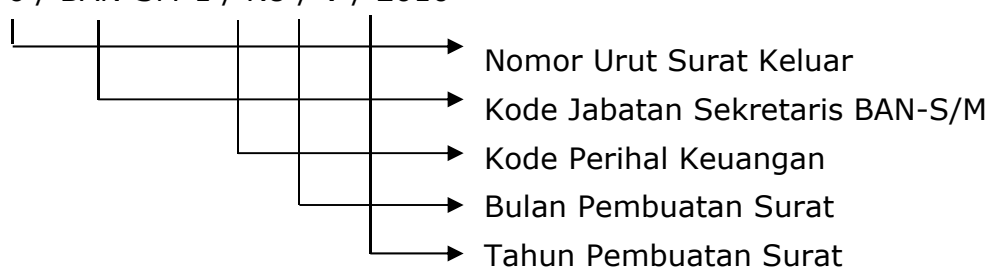 Nomor Urut Surat Keluar
Kode Jabatan Sekretaris BAN-S/M
Kode Perihal Keuangan
Bulan Pembuatan Surat
Tahun Pembuatan Surat